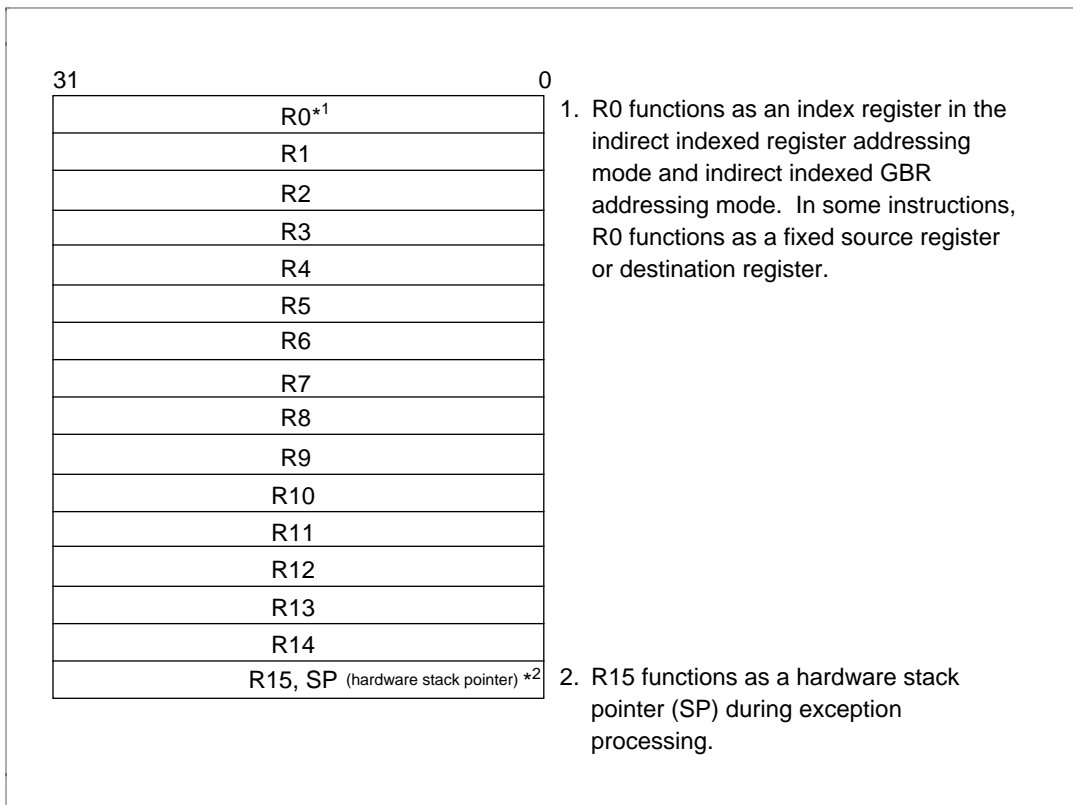 31 0
R0*1
R1
R2
R3
R4
R5
R6
R7
R8
R9
R10
R11
R12
R13
R14
R15, SP (hardware stack pointer) *2
1. R0 functions as an index register in the
indirect indexed register addressing
mode and indirect indexed GBR
addressing mode. In some instructions,
R0 functions as a fixed source register
or destination register.
2. R15 functions as a hardware stack
pointer (SP) during exception
processing.